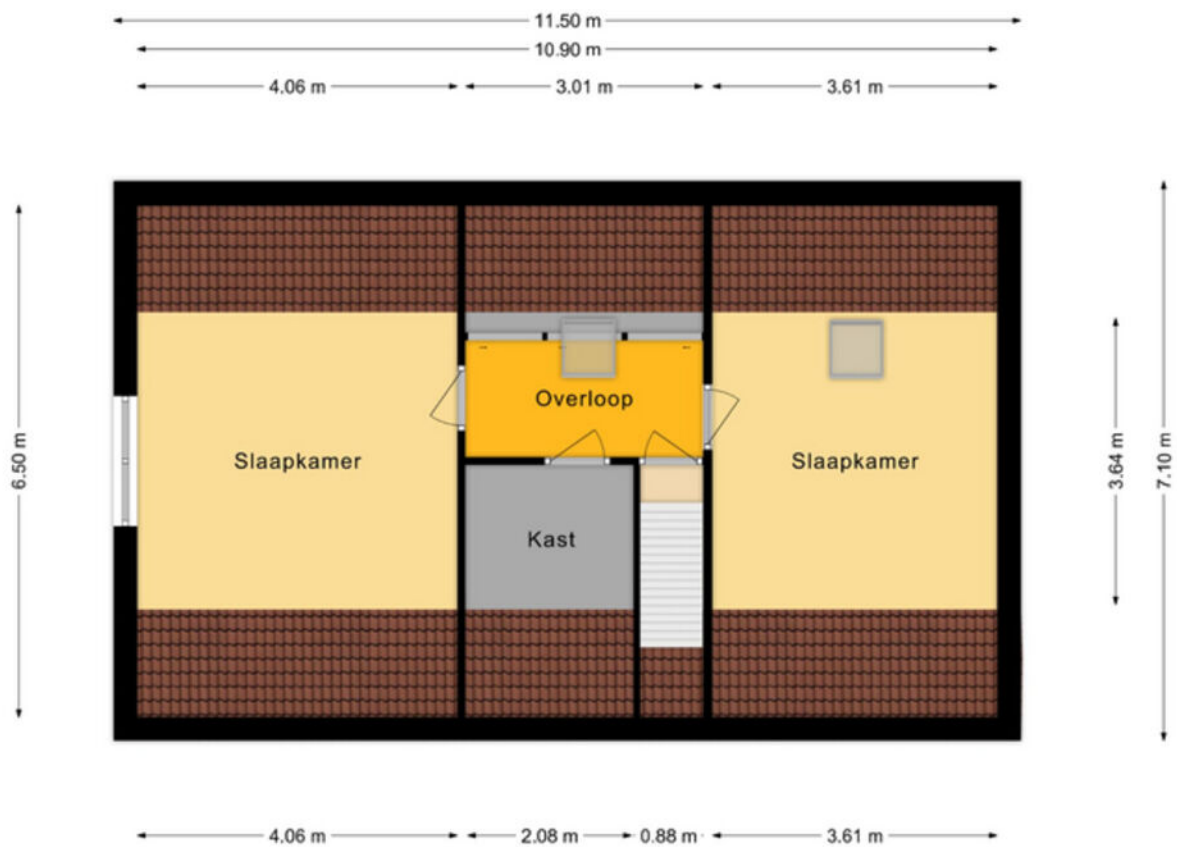 11.50 m
10.90 m
4.06 m
3.01 m
3.61 m
6.50 m
Overloop
Slaapkamer
Slaapkamer
3.64 m
7.10 m
Kast
4.06 m
2.08 m
0.88 m
3.61 m